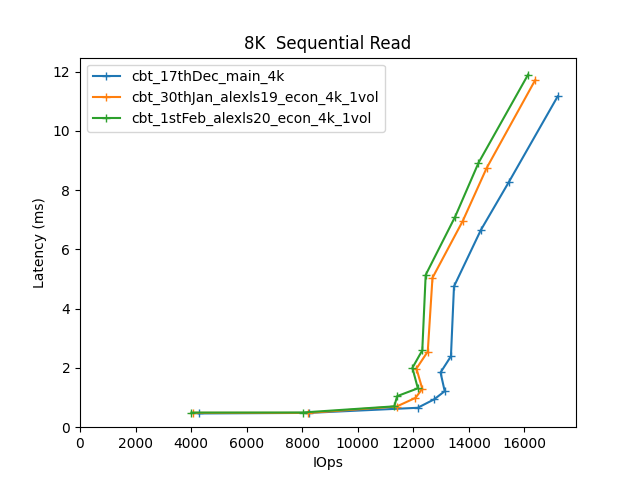 8K  Sequential Read
cbt_17thDec_main_4k
cbt_30thJan_alexls19_econ_4k_1vol
cbt_1stFeb_alexls20_econ_4k_1vol
Latency (ms)
12
10
8
6
4
2
0
0 2000 4000 6000 8000 10000 12000 14000 16000
IOps